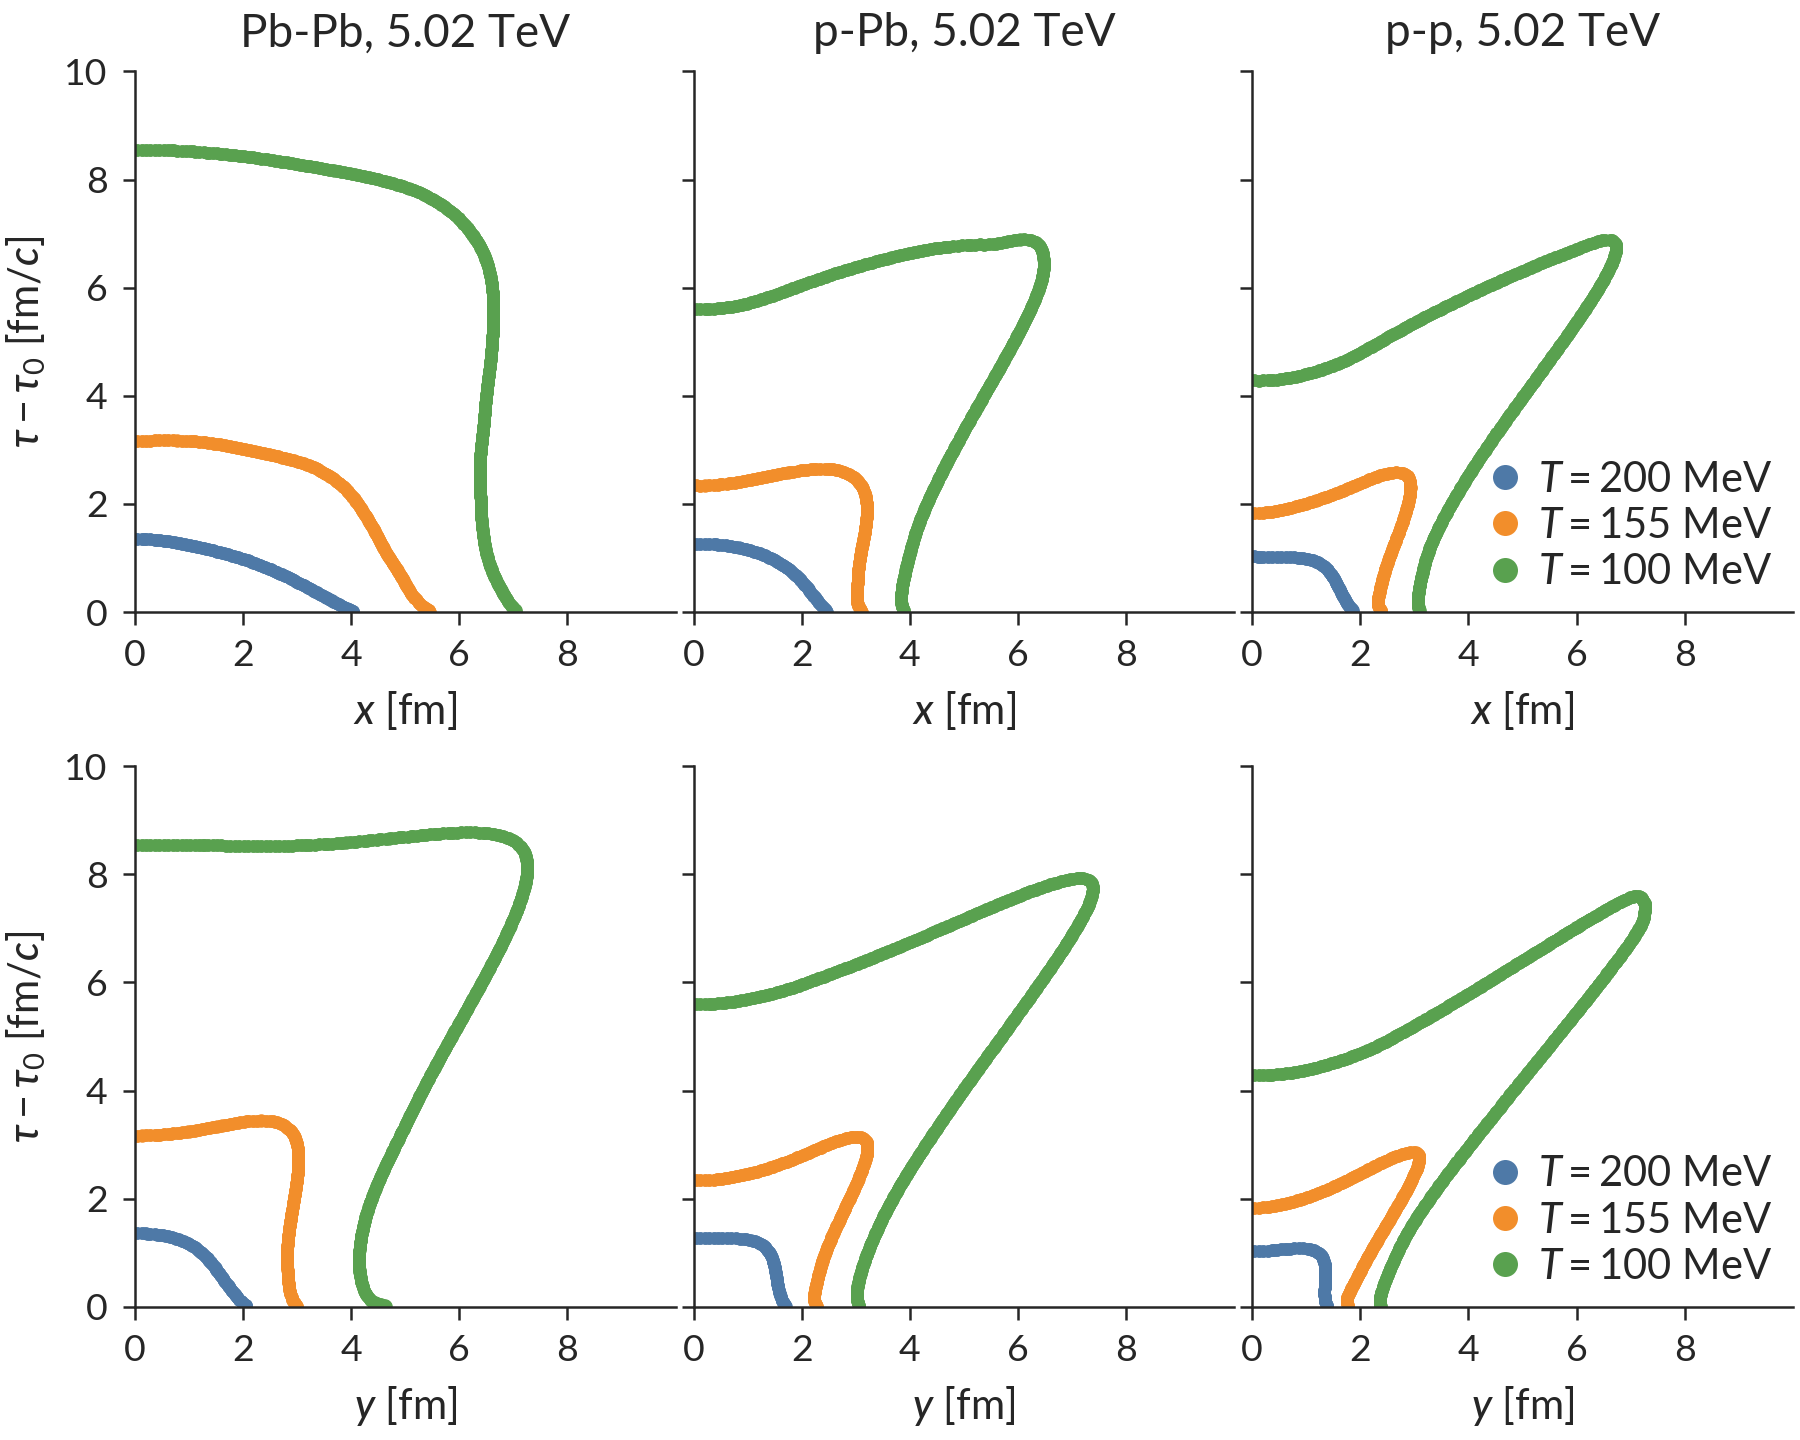 Pb-Pb, 5.02 TeV
p-Pb, 5.02 TeV
p-p, 5.02 TeV
10
8
6
4
2
0
τ − τ0 [fm/c]
0 2 4 6 8
x [fm]
0 2 4 6 8
x [fm]
T = 200 MeV
T = 155 MeV
T = 100 MeV
0 2 4 6 8
x [fm]
10
8
6
4
2
0
τ − τ0 [fm/c]
0 2 4 6 8
y [fm]
0 2 4 6 8
y [fm]
T = 200 MeV
T = 155 MeV
T = 100 MeV
0 2 4 6 8
y [fm]